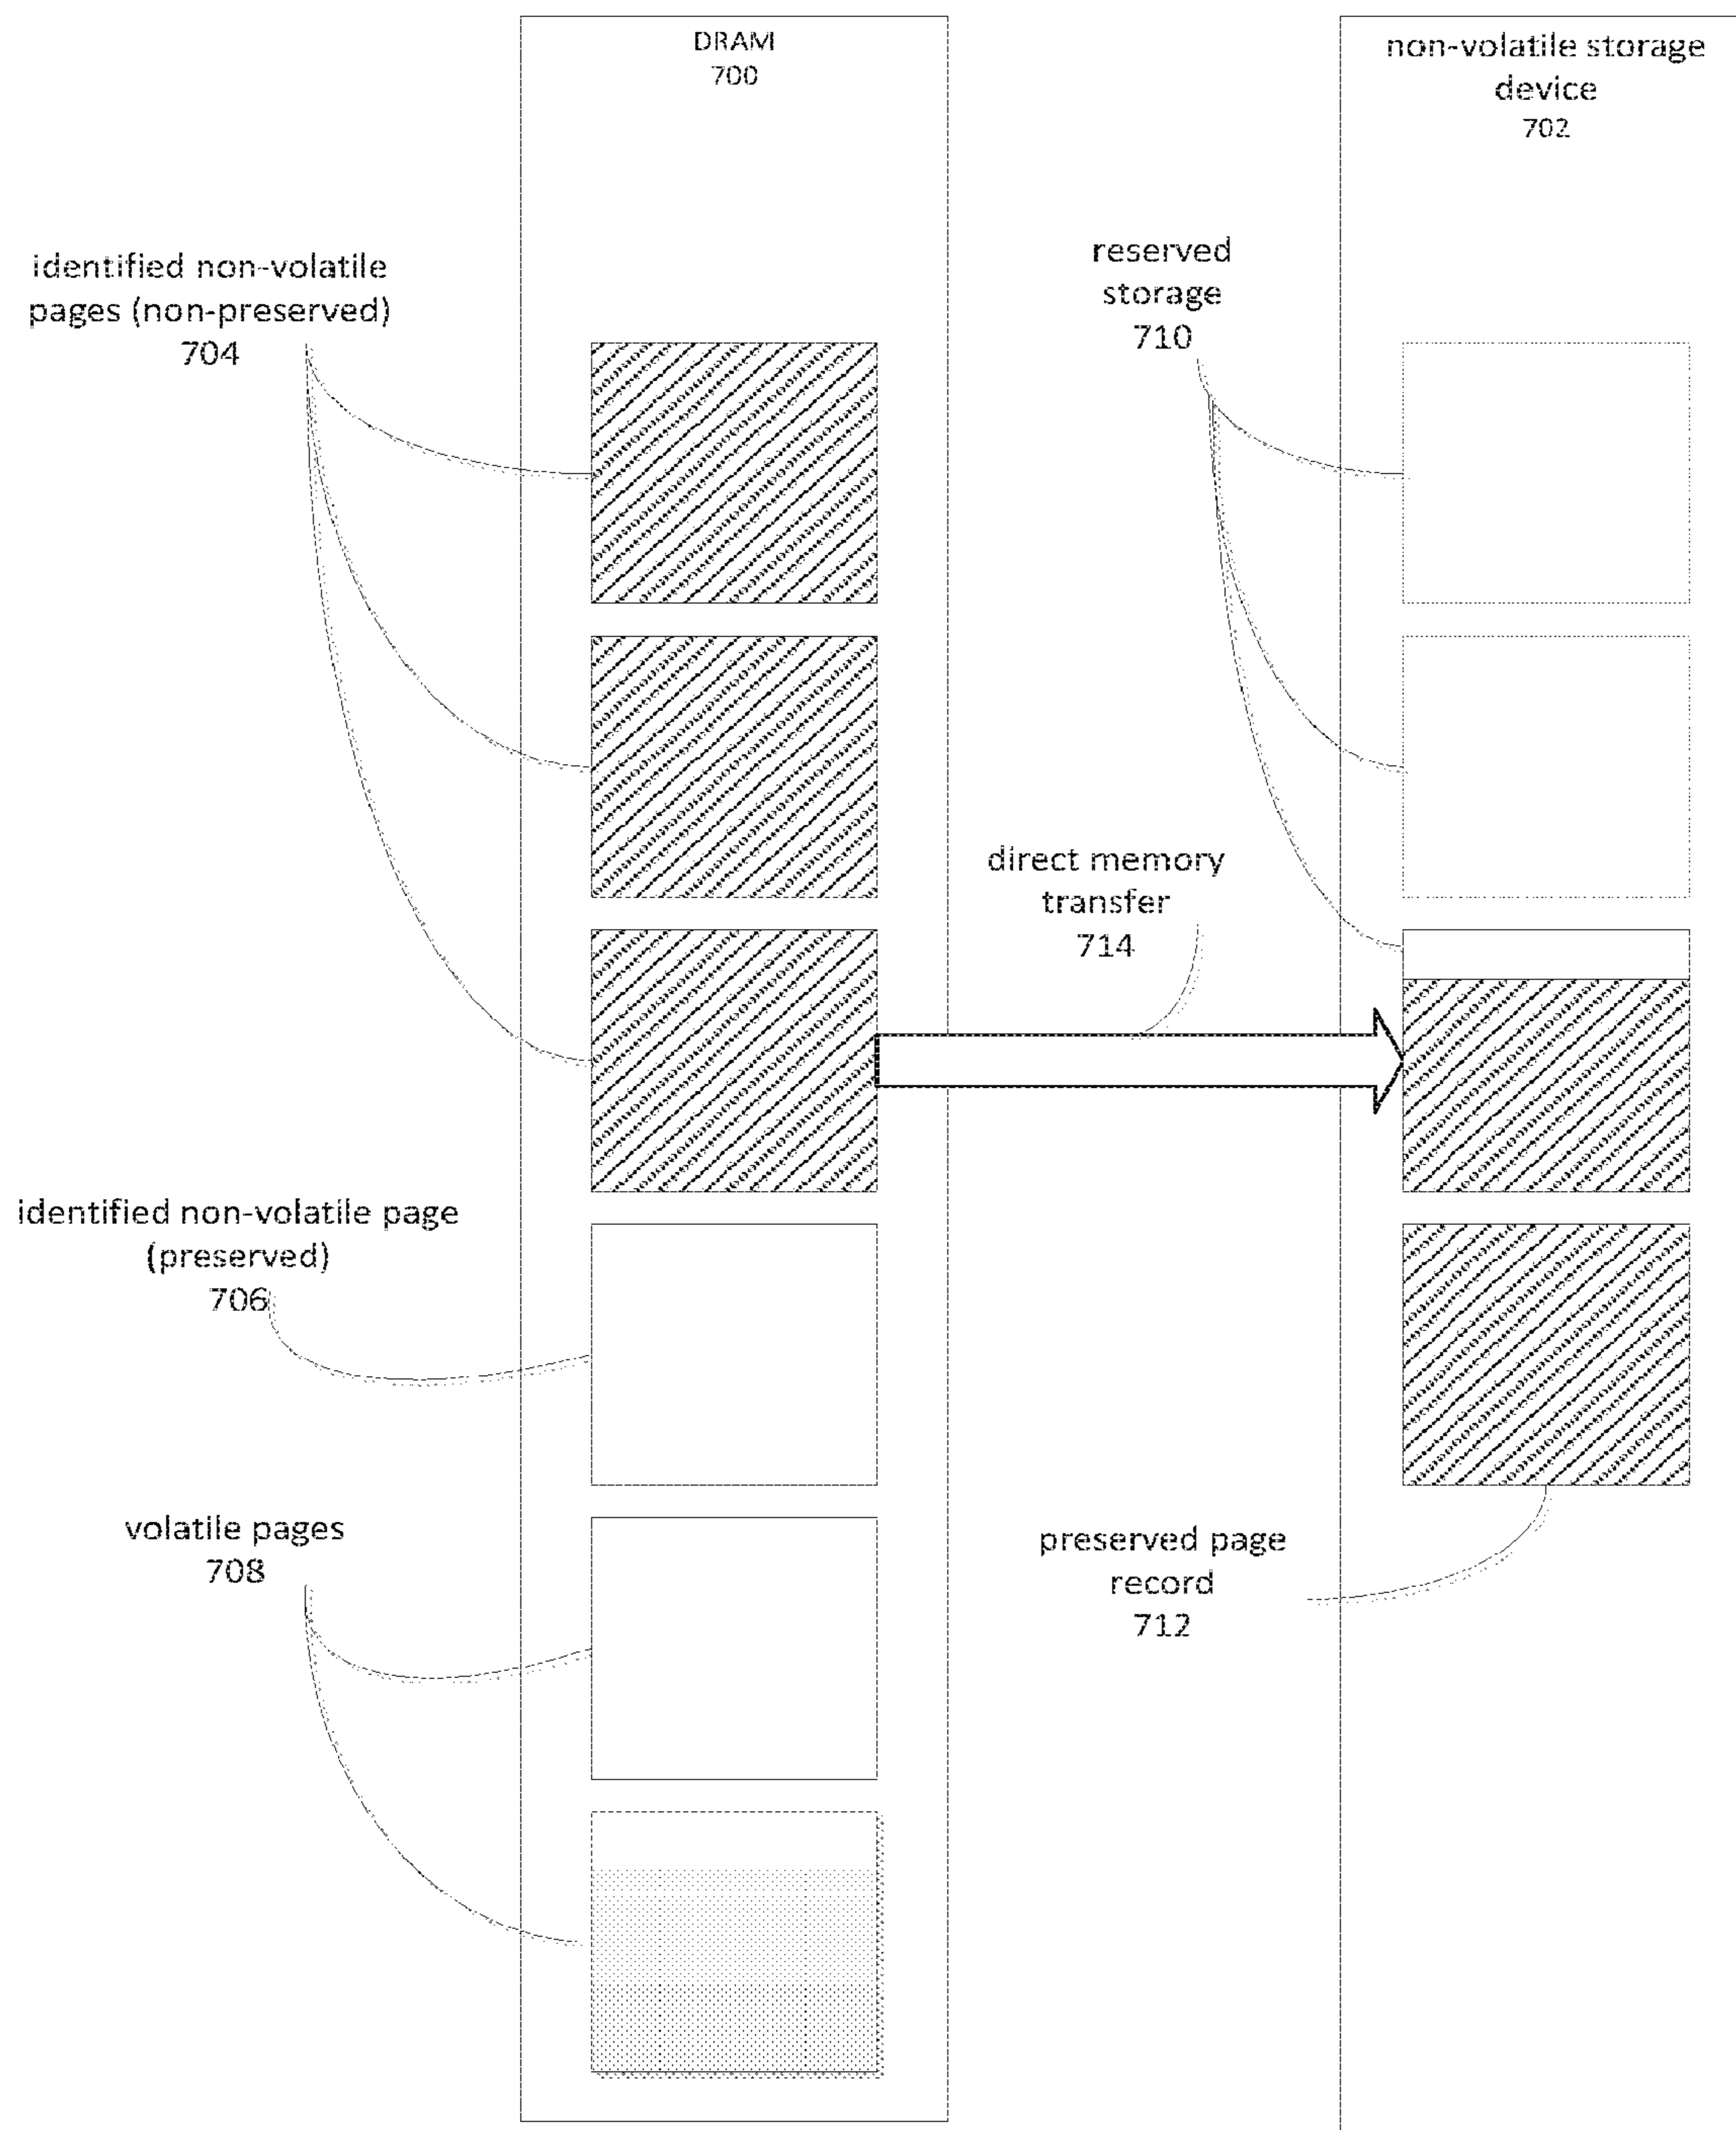 DRAM
700
non-volatile storage
device
702
identified non-volatile
pages (non-preserved)
704
reserved
storage
710
direct memory
transfer
714
identified non-volatile page
(preserved)
706
volatile pages
708
preserved page
record
712